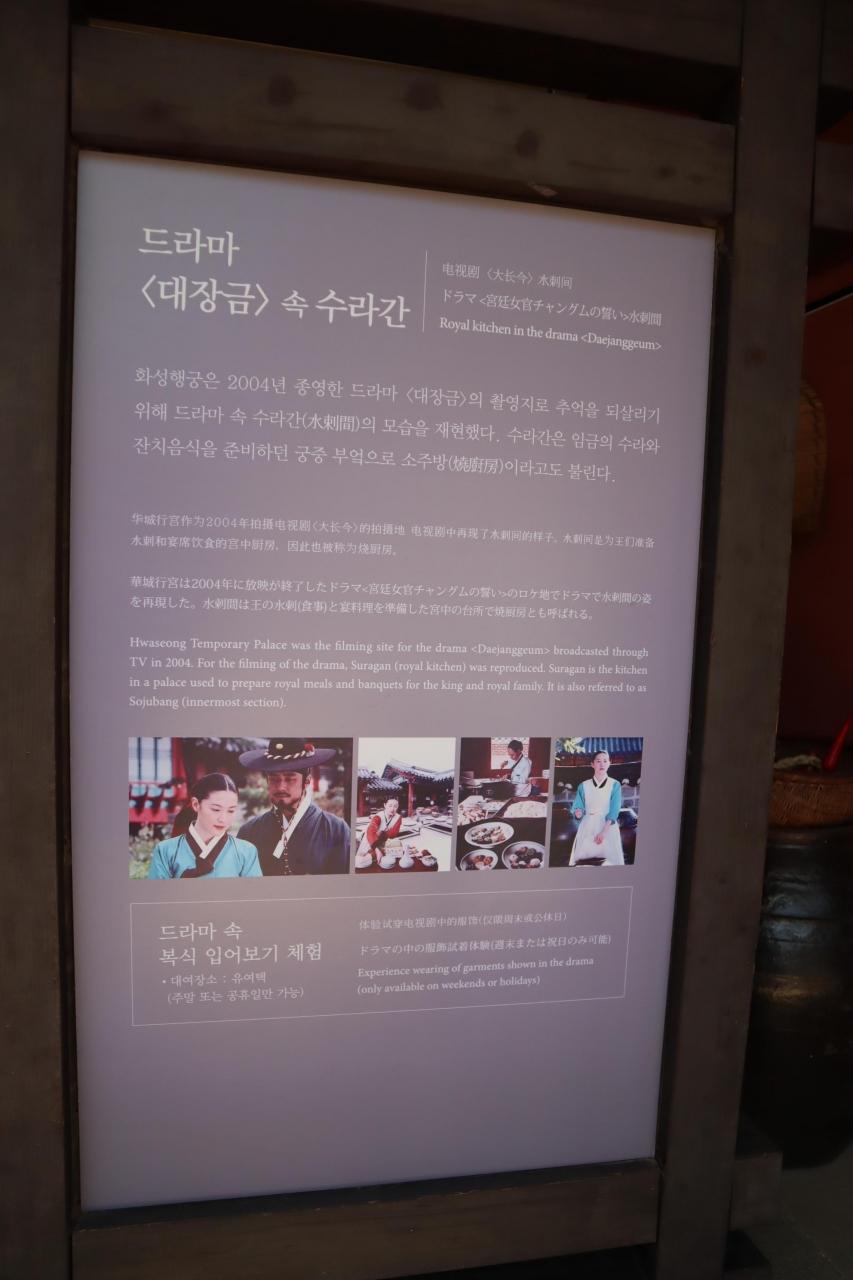 드라마
〈대장금〉 속 수라간
电视剧〈大长今〉水刺间
ドラマ<宮廷女官チャングムの誓い>水刺間
Royal kitchen in the drama <Daejanggeum>
화성행궁은 2004년 종영한 드라마 〈대장금〉의 촬영지로 추억을 되살리기
위해 드라마 속 수라간(水剌間)의 모습을 재현했다. 수라간은 임금의 수라와
잔치음식을 준비하던 궁중 부엌으로 소주방(燒廚房)이라고도 불린다.
华城行宫作为2004年拍摄电视剧〈大长今〉的拍摄地 电视剧中再现了水刺间的样子。水刺间是为王们准备
水刺和宴席饮食的宫中厨房，因此也被称为烧厨房。
華城行宮は2004年に放映が終了したドラマ<宮廷女官チャングムの誓い>のロケ地でドラマで水刺間の姿
を再現した。水刺間は王の水刺(食事)と宴料理を準備した宮中の台所で焼厨房とも呼ばれる。
Hwaseong Temporary Palace was the filming site for the drama <Daejanggeum> broadcasted through
TV in 2004. For the filming of the drama, Suragan (royal kitchen) was reproduced. Suragan is the kitchen
in a palace used to prepare royal meals and banquets for the king and royal family. It is also referred to as
Sojubang (innermost section).
드라마 속
복식 입어보기 체험
• 대여장소 : 유여택
(주말 또는 공휴일만 가능)
体验试穿电视剧中的服饰(仅限周末或公休日)
ドラマの中の服飾試着体験(週末または祝日のみ可能)
Experience wearing of garments shown in the drama
(only available on weekends or holidays)